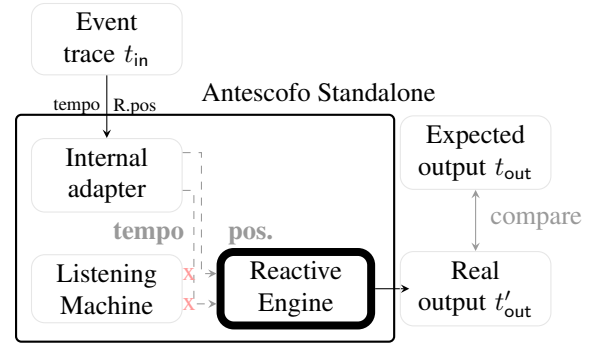 Event
trace t_in
tempo R.pos
Antescofo Standalone
Internal
adapter
Expected
output t_out
tempo pos.
compare
Listening
Machine
x
x
Reactive
Engine
Real
output t'_out